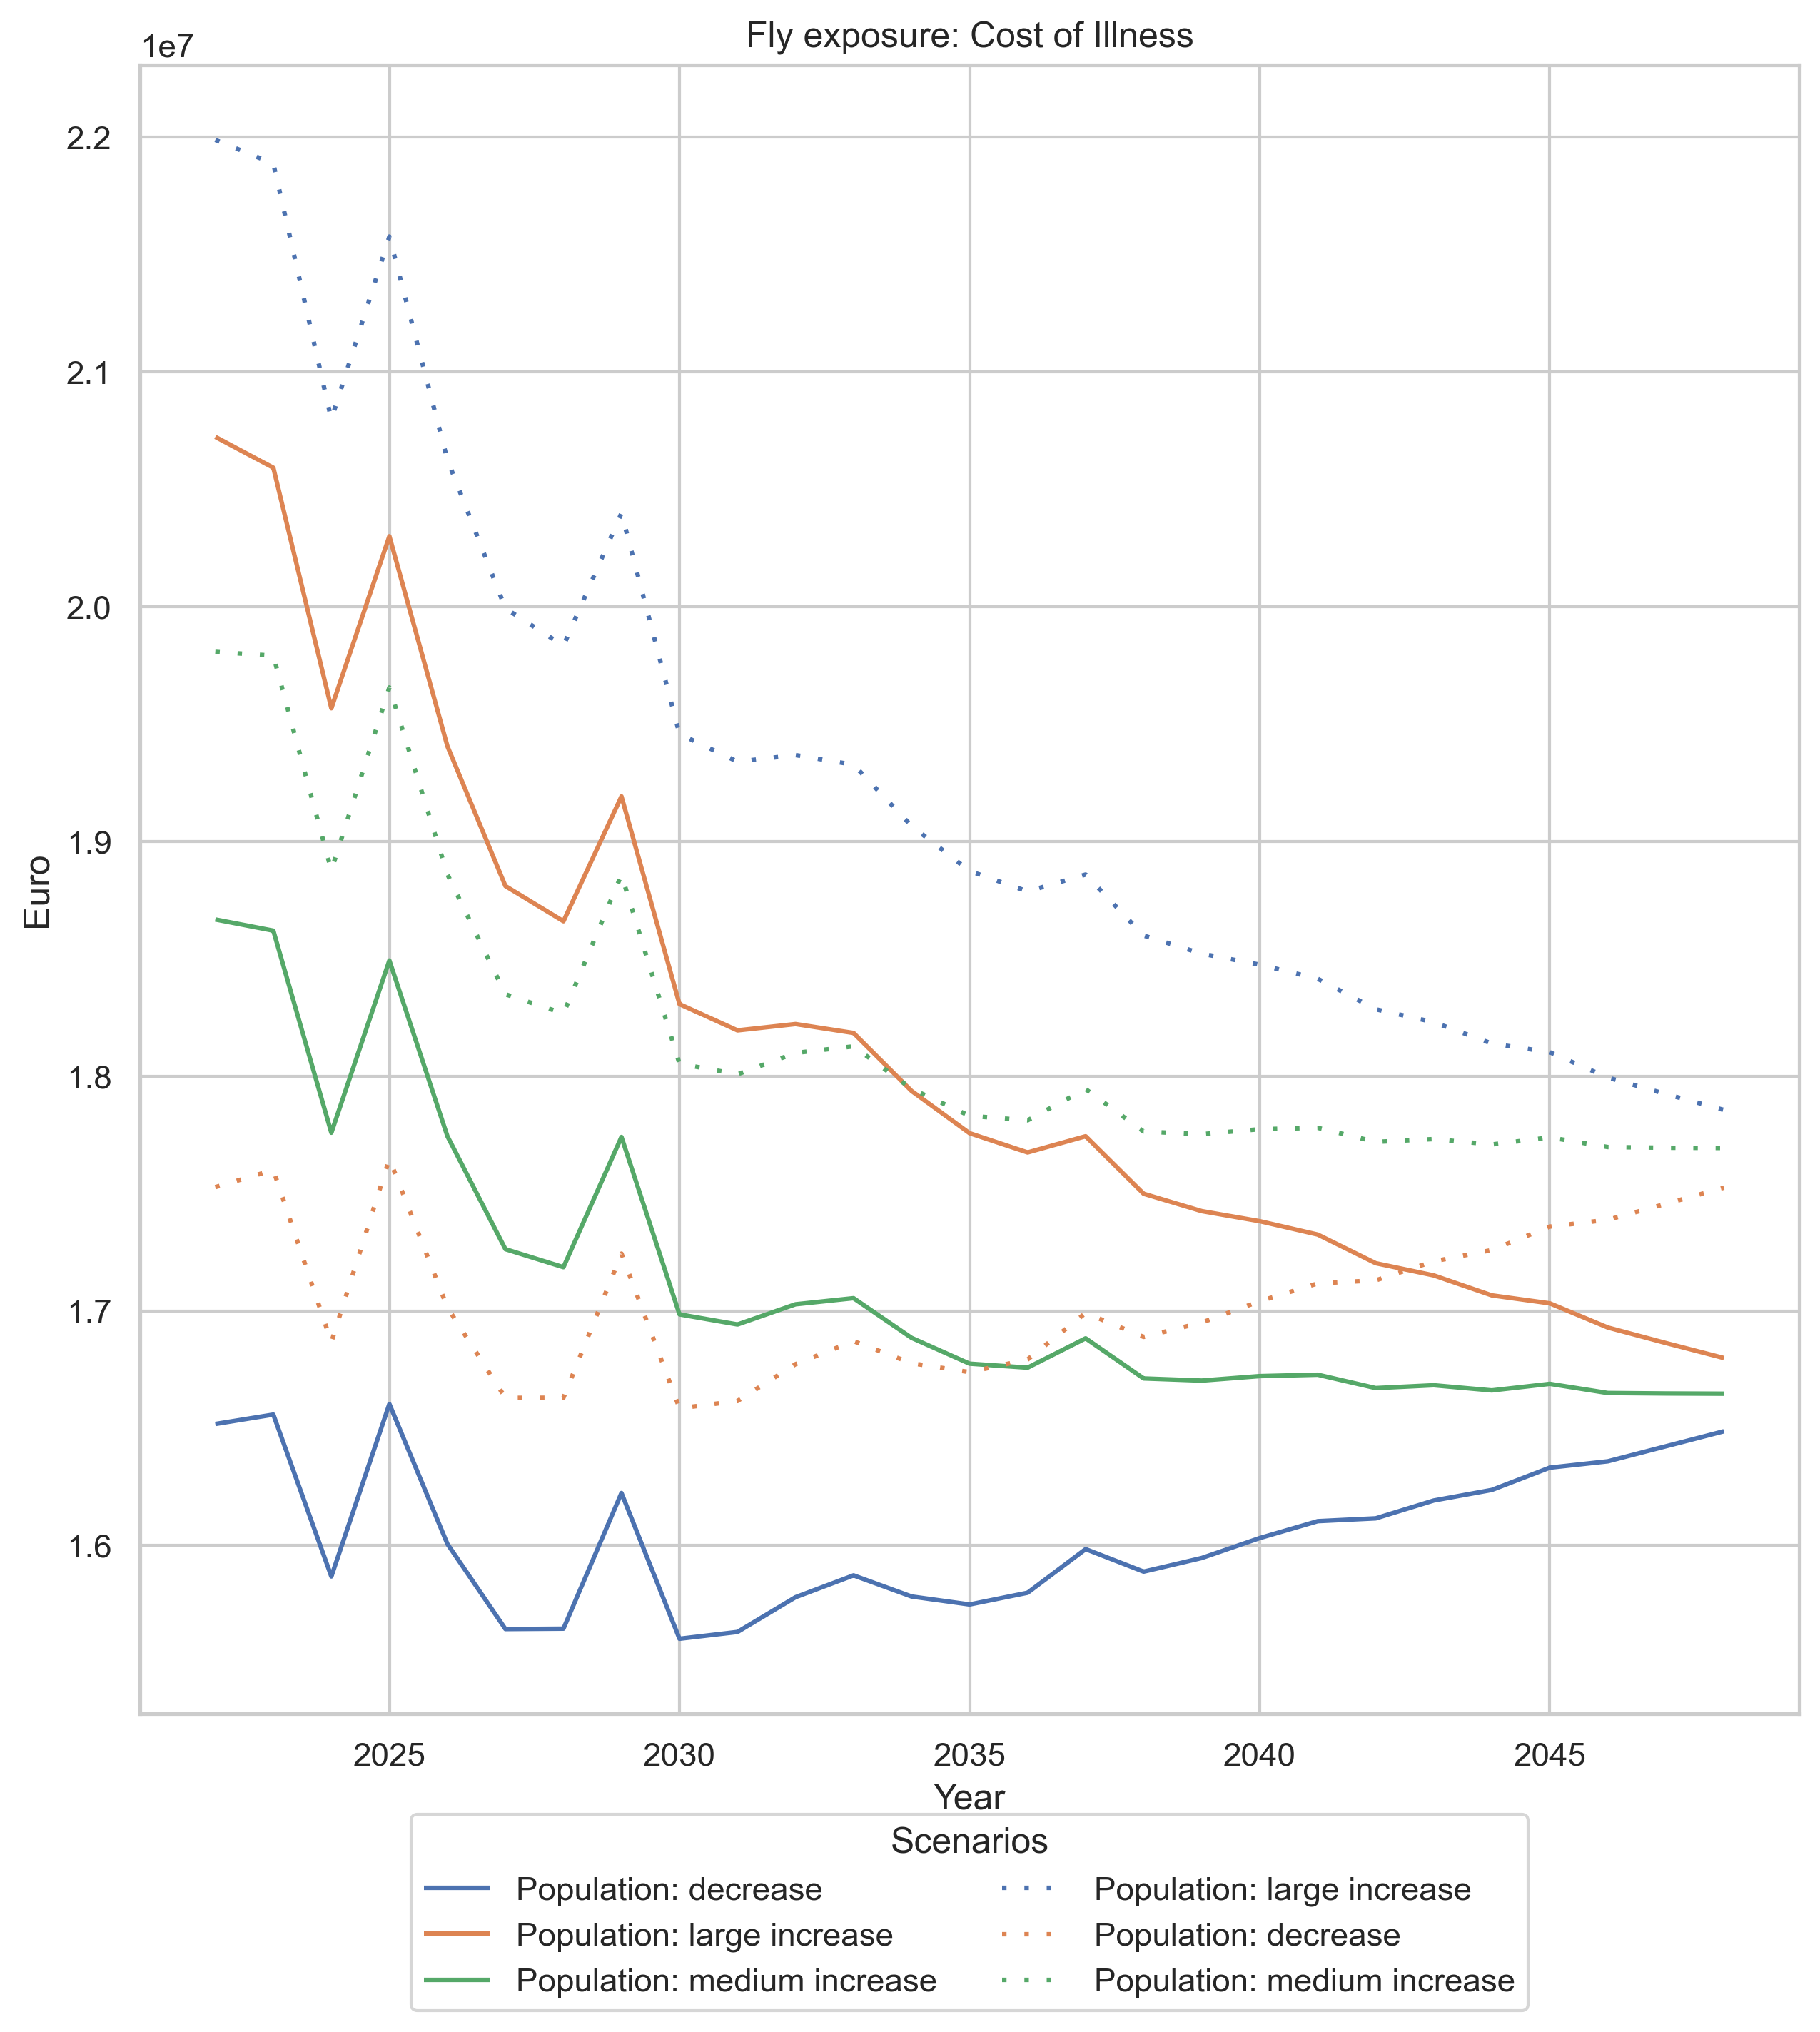 Fly exposure: Cost of Illness
1e7
2.2
2.1
2.0
1.9
1.8
1.7
1.6
Euro
2025 2030 2035 2040 2045
Year
Scenarios
Population: decrease
Population: large increase
Population: medium increase
Population: large increase
Population: decrease
Population: medium increase